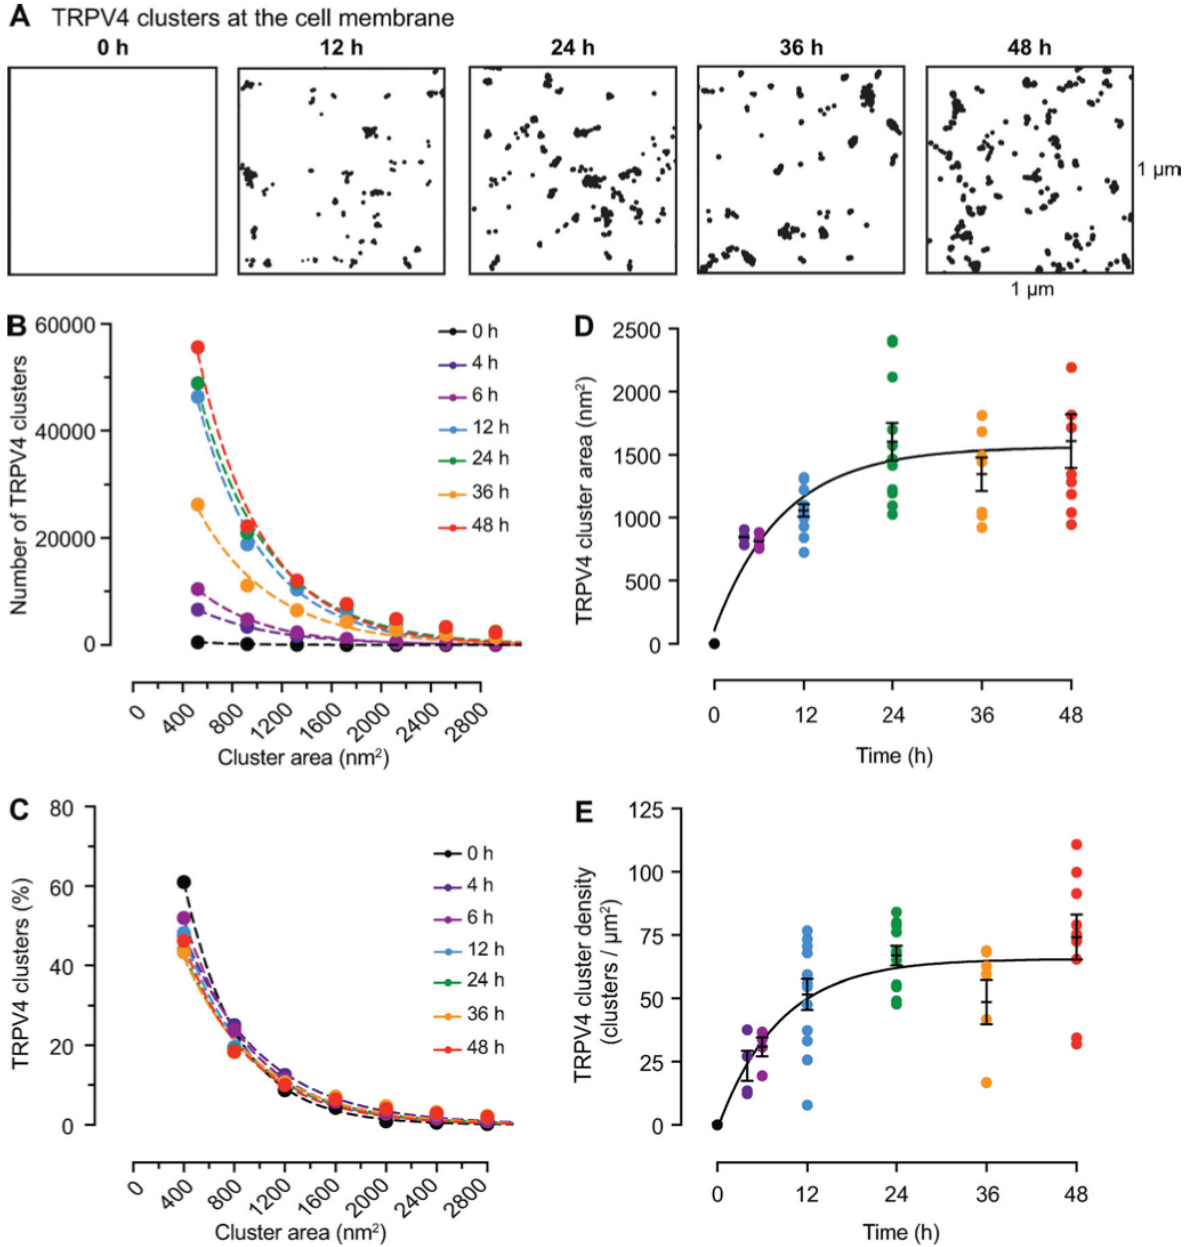 A TRPV4 clusters at the cell membrane
0 h 12 h 24 h 36 h 48 h
1 μm
1 μm
B
Number of TRPV4 clusters
60000
40000
20000
0
0 h
4 h
6 h
12 h
24 h
36 h
48 h
0 400 800 1200 1600 2000 2400 2800
Cluster area (nm²)
D
TRPV4 cluster area (nm²)
2500
2000
1500
1000
500
0
0 12 24 36 48
Time (h)
C
TRPV4 clusters (%)
80
60
40
20
0
0 h
4 h
6 h
12 h
24 h
36 h
48 h
0 400 800 1200 1600 2000 2400 2800
Cluster area (nm²)
E
TRPV4 cluster density
(clusters / μm²)
125
100
75
50
25
0
0 12 24 36 48
Time (h)